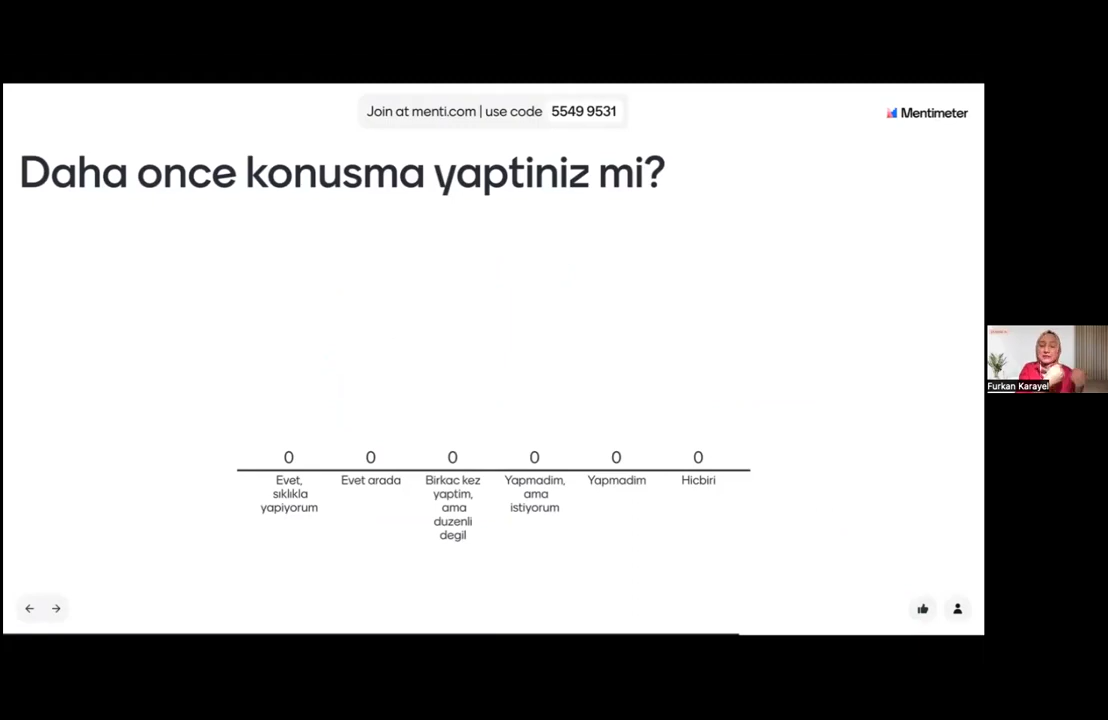 Join at menti.com | use code 5549 9531
Mentimeter
Daha once konusma yaptiniz mi?
0 0 0 0 0 0
Evet,
sıklıkla
yapiyorum
Evet arada
Birkac kez
yaptim,
ama
duzenli
degil
Yapmadim,
ama
istiyorum
Yapmadim
Hicbiri
Furkan Karayel